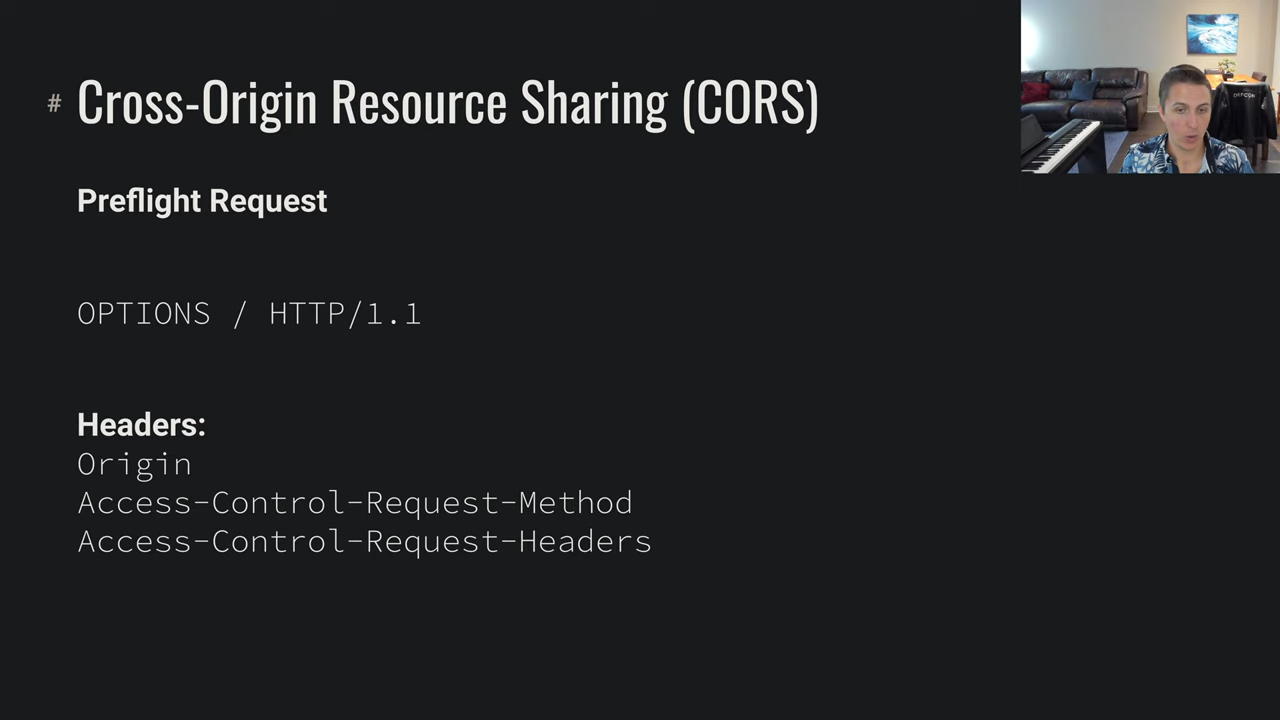 # Cross-Origin Resource Sharing (CORS)
Preflight Request
OPTIONS / HTTP/1.1
Headers:
Origin
Access-Control-Request-Method
Access-Control-Request-Headers
DEFCON